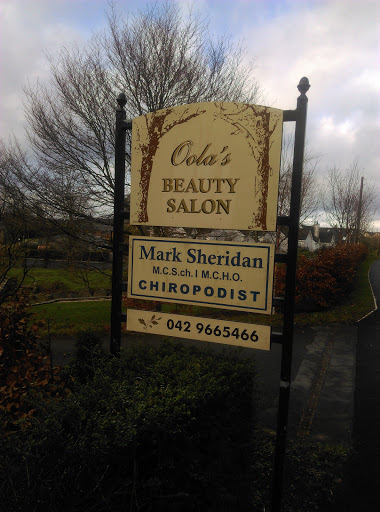 Oola's
BEAUTY
SALON
Mark Sheridan
M.C.S.ch. I M.C.H.O.
CHIROPODIST
042 9665466